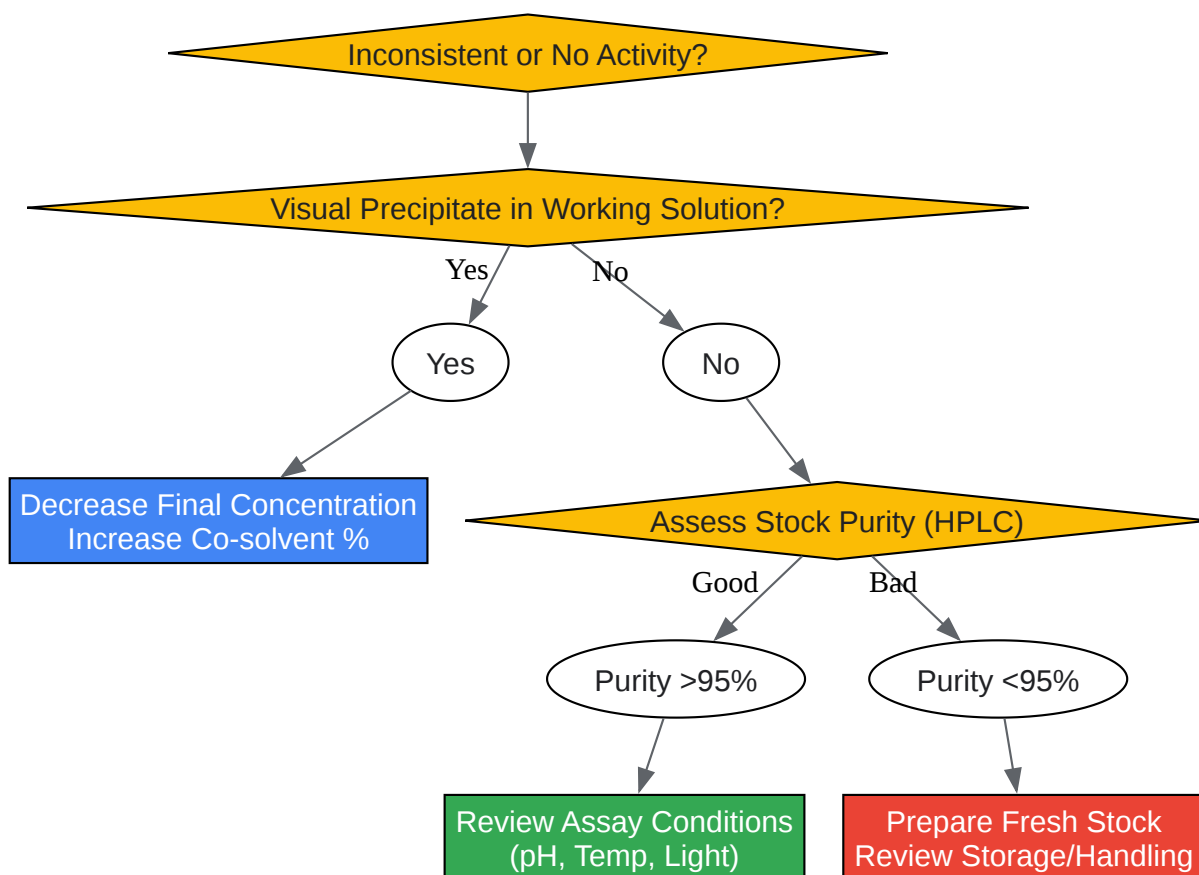 Inconsistent or No Activity?
Visual Precipitate in Working Solution?
Yes
No
Yes
No
Decrease Final Concentration
Increase Co-solvent %
Assess Stock Purity (HPLC)
Good
Bad
Purity >95%
Purity <95%
Review Assay Conditions
(pH, Temp, Light)
Prepare Fresh Stock
Review Storage/Handling